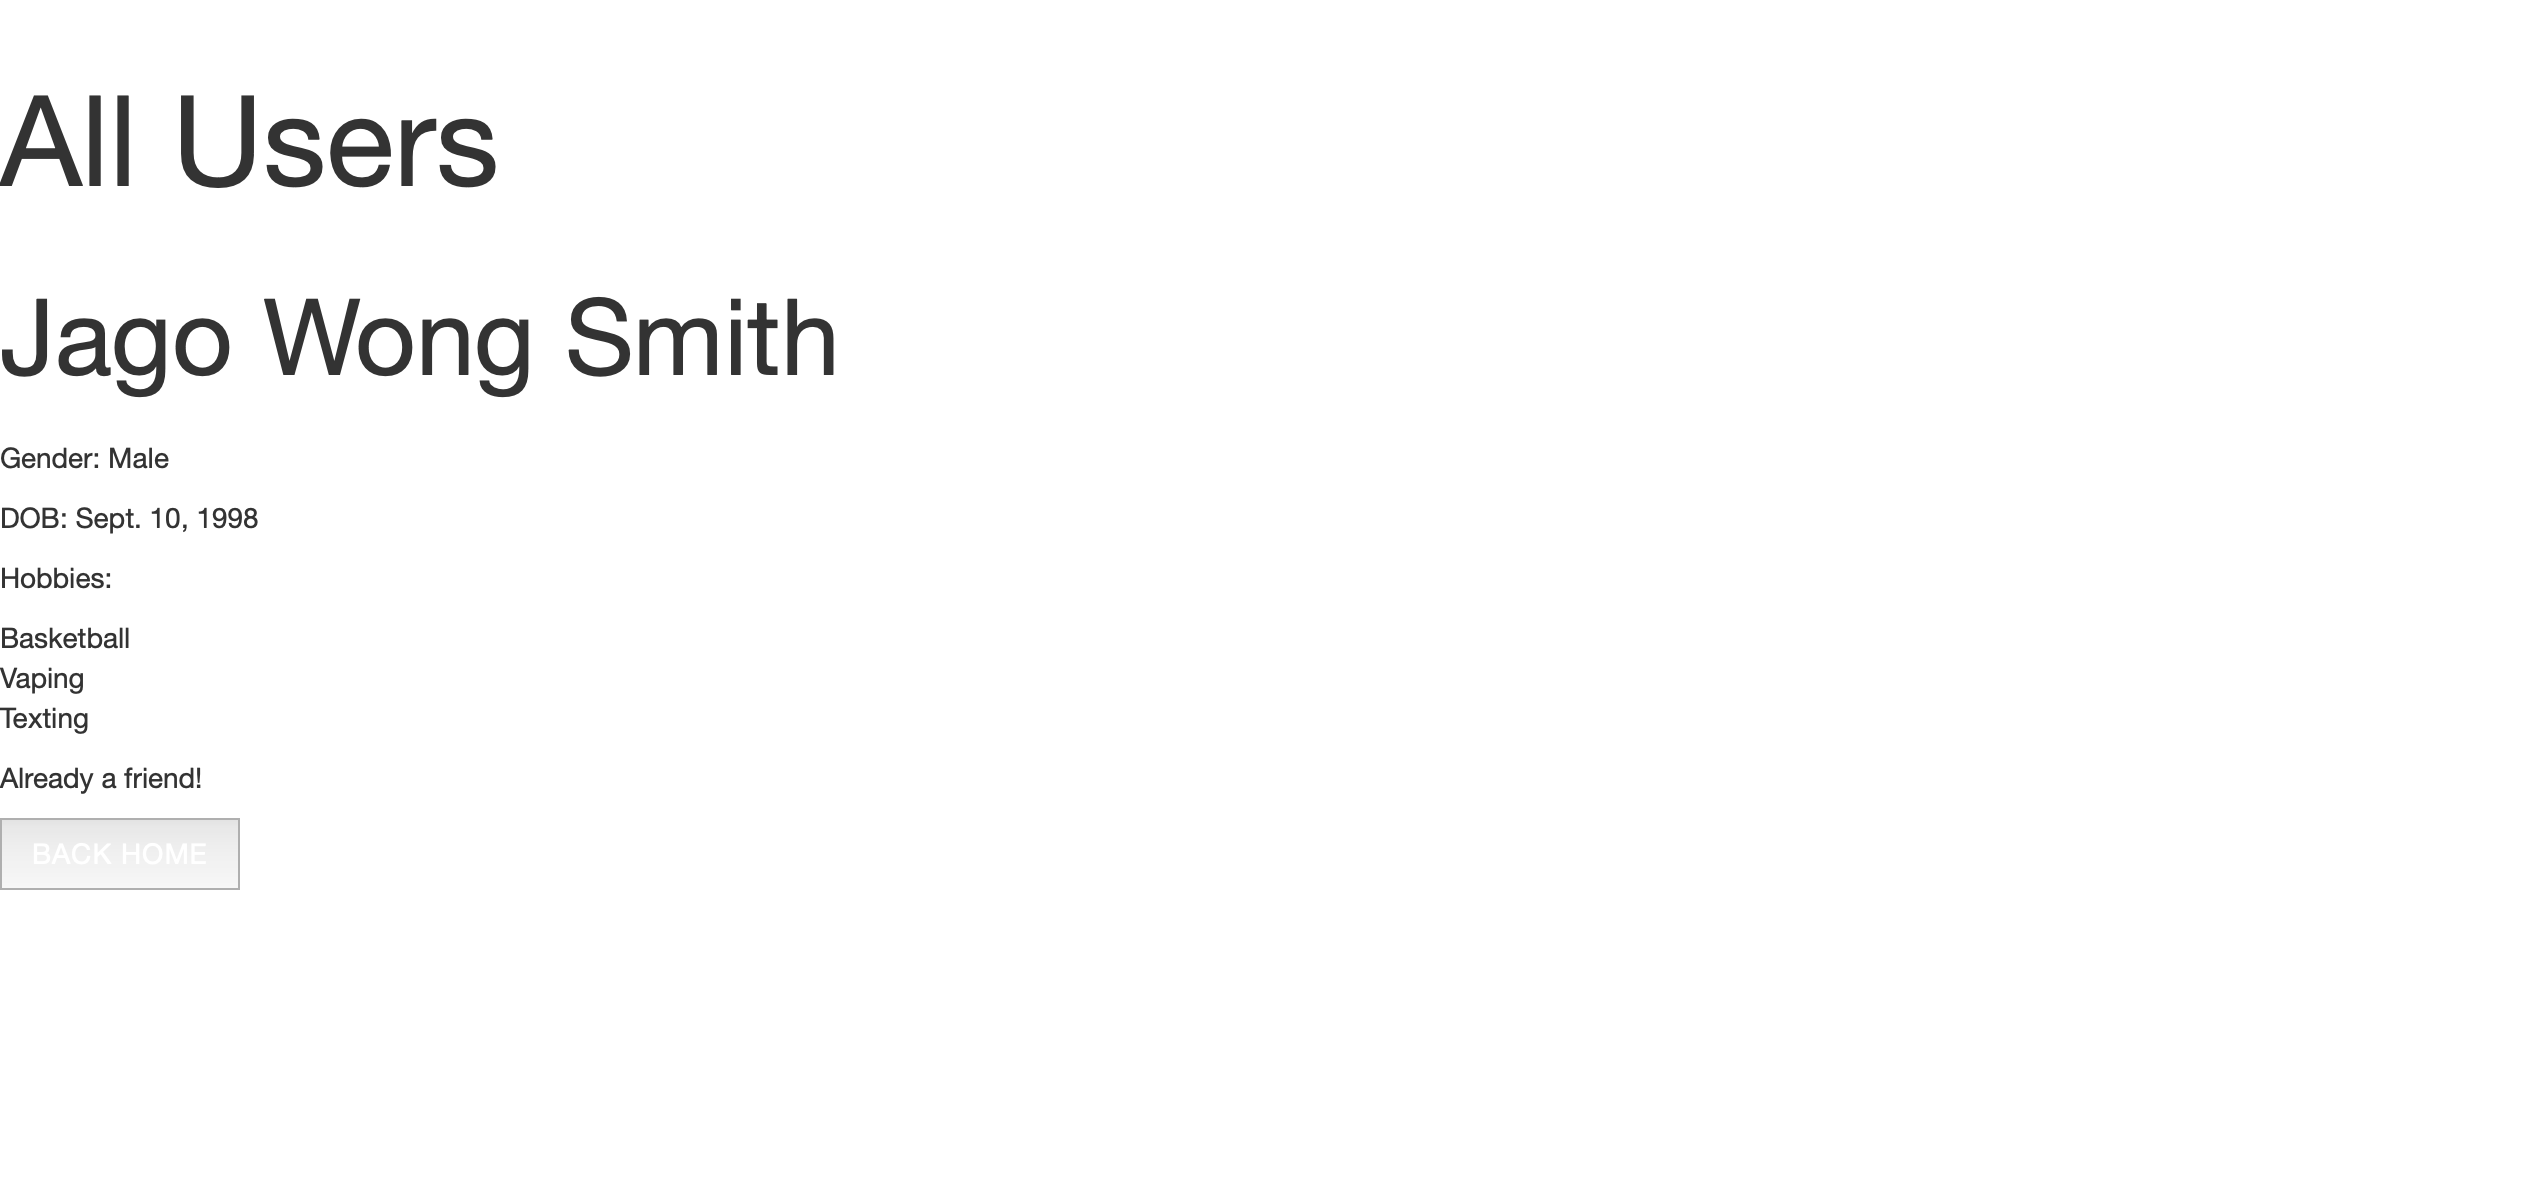 All Users
Jago Wong Smith
Gender: Male
DOB: Sept. 10, 1998
Hobbies:
Basketball
Vaping
Texting
Already a friend!
BACK HOME